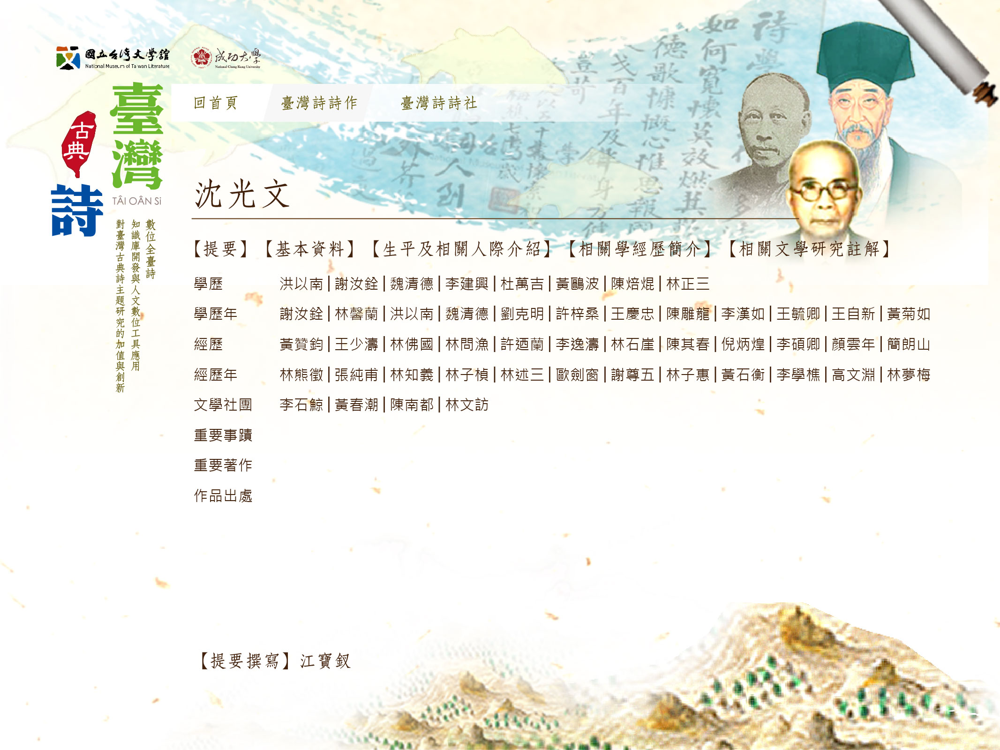 國立台灣文學館
National Museum of Taiwan Literature
成功大學
National Cheng Kung University
臺灣
古典
詩
TÂI OÂN Si
數位全臺詩
知識庫開發與人文數位工具應用
對臺灣古典詩主題研究的加值與創新
回首頁 臺灣詩詩作 臺灣詩詩社
沈光文
【提要】【基本資料】【生平及相關人際介紹】【相關學經歷簡介】【相關文學研究註解】
學歷 洪以南|謝汝銓|魏清德|李建興|杜萬吉|黃鷗波|陳焙焜|林正三
學歷年 謝汝銓|林馨蘭|洪以南|魏清德|劉克明|許梓桑|王慶忠|陳雕龍|李漢如|王毓卿|王自新|黃菊如
經歷 黃贊鈞|王少濤|林佛國|林問漁|許迺蘭|李逸濤|林石崖|陳其春|倪炳煌|李碩卿|顏雲年|簡朗山
經歷年 林熊徵|張純甫|林知義|林子楨|林述三|歐劍窗|謝尊五|林子惠|黃石衡|李學樵|高文淵|林夢梅
文學社團 李石鯨|黃春潮|陳南都|林文訪
重要事蹟
重要著作
作品出處
【提要撰寫】江寶釵